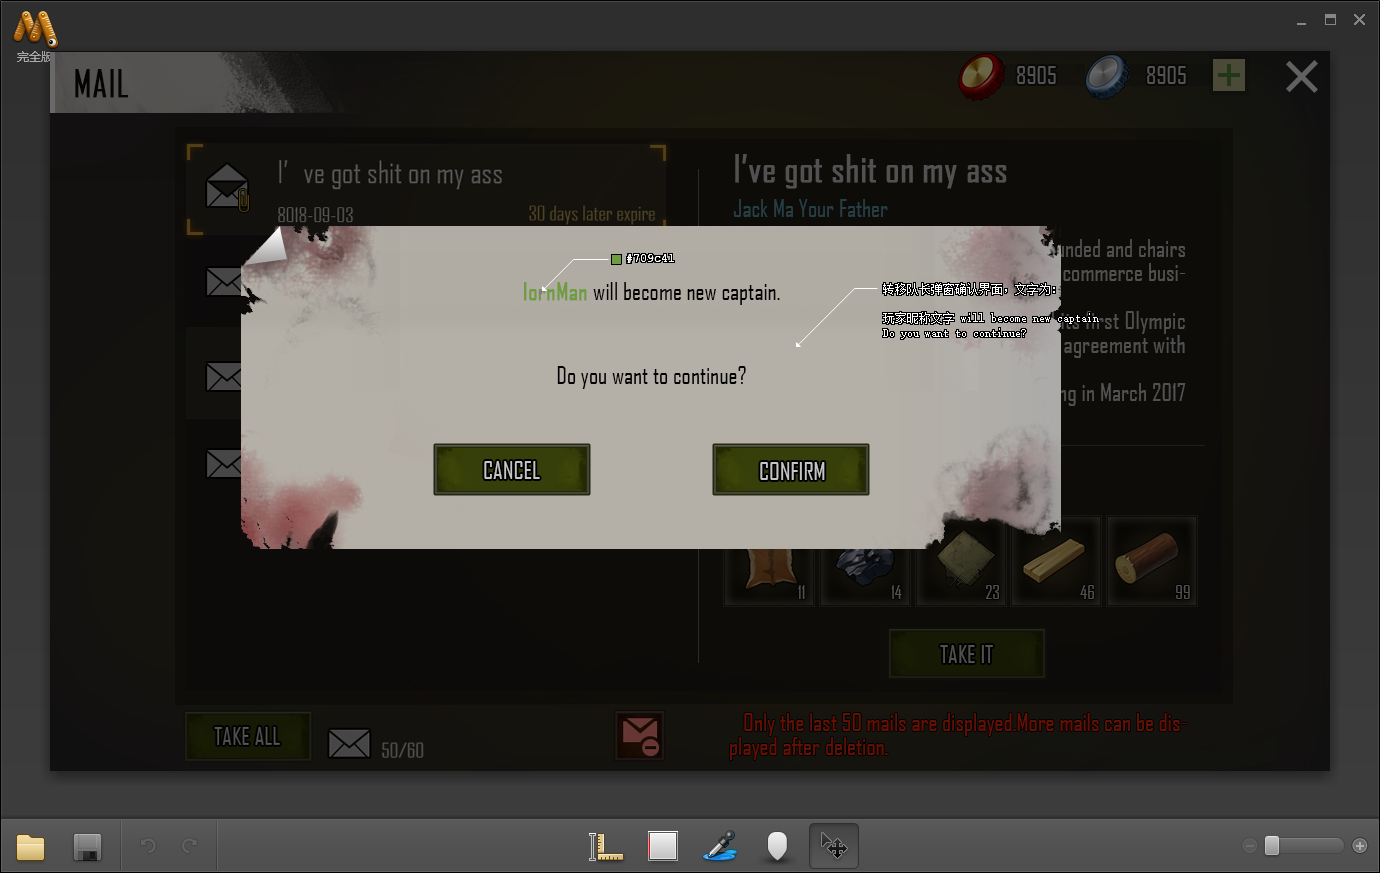 完全版
MAIL
8905
8905
I' ve got shit on my ass
8018-09-03
30 days later expire
I've got shit on my ass
Jack Ma Your Father
unded and chairs
commerce busi-
st Olympic
agreement with
ng in March 2017
#709c41
IornMan will become new captain.
Do you want to continue?
转移队长弹窗确认界面，文字为:
玩家昵称文字 will become new captain
Do you want to continue?
CANCEL
CONFIRM
11
14
23
46
99
TAKE IT
TAKE ALL
50/60
Only the last 50 mails are displayed.More mails can be dis-
played after deletion.